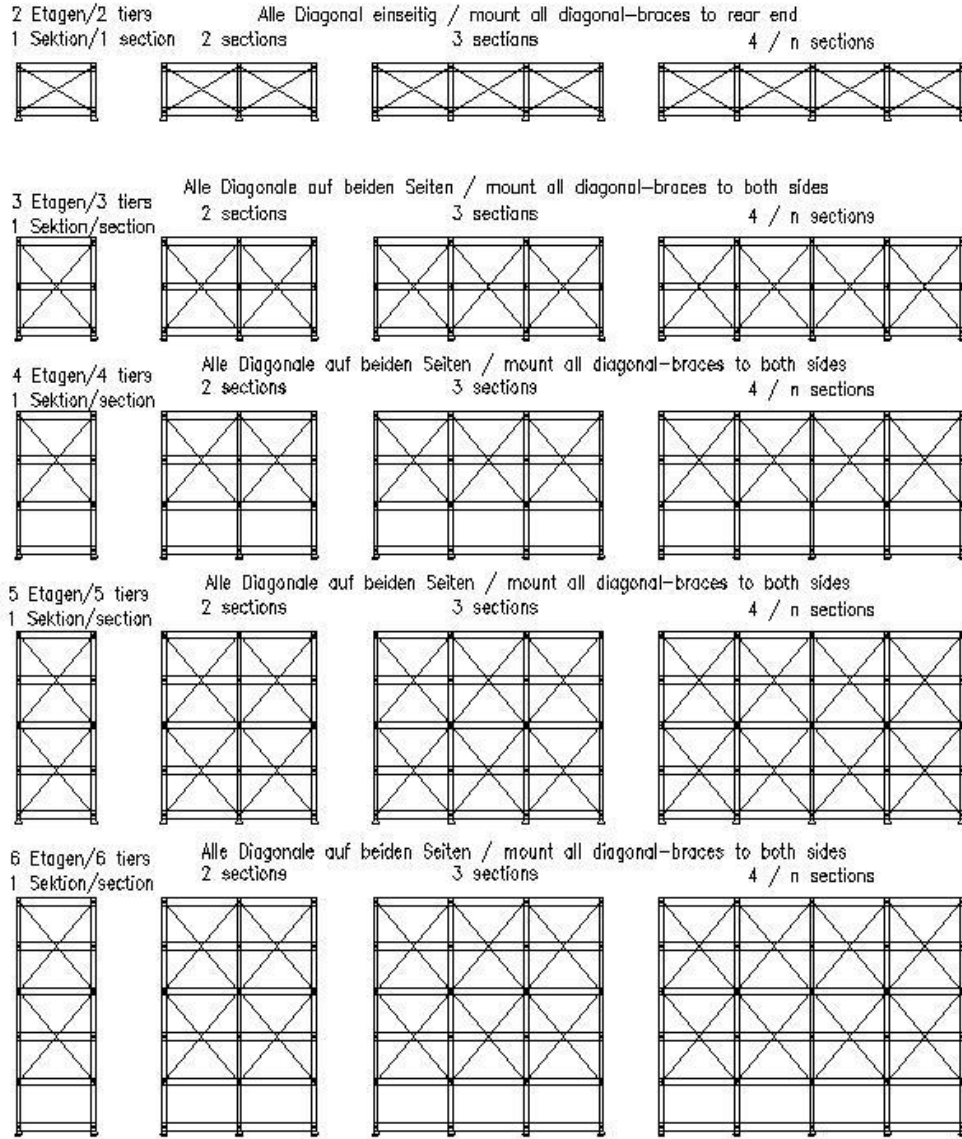 2 Etagen/2 tiers
Alle Diagonal einseitig / mount all diagonal-braces to rear end
1 Sektion/1 section
2 sections
3 sections
4 / n sections
3 Etagen/3 tiers
Alle Diagonale auf beiden Seiten / mount all diagonal-braces to both sides
1 Sektion/section
2 sections
3 sections
4 / n sections
4 Etagen/4 tiers
Alle Diagonale auf beiden Seiten / mount all diagonal-braces to both sides
1 Sektion/section
2 sections
3 sections
4 / n sections
5 Etagen/5 tiers
Alle Diagonale auf beiden Seiten / mount all diagonal-braces to both sides
1 Sektion/section
2 sections
3 sections
4 / n sections
6 Etagen/6 tiers
Alle Diagonale auf beiden Seiten / mount all diagonal-braces to both sides
1 Sektion/section
2 sections
3 sections
4 / n sections